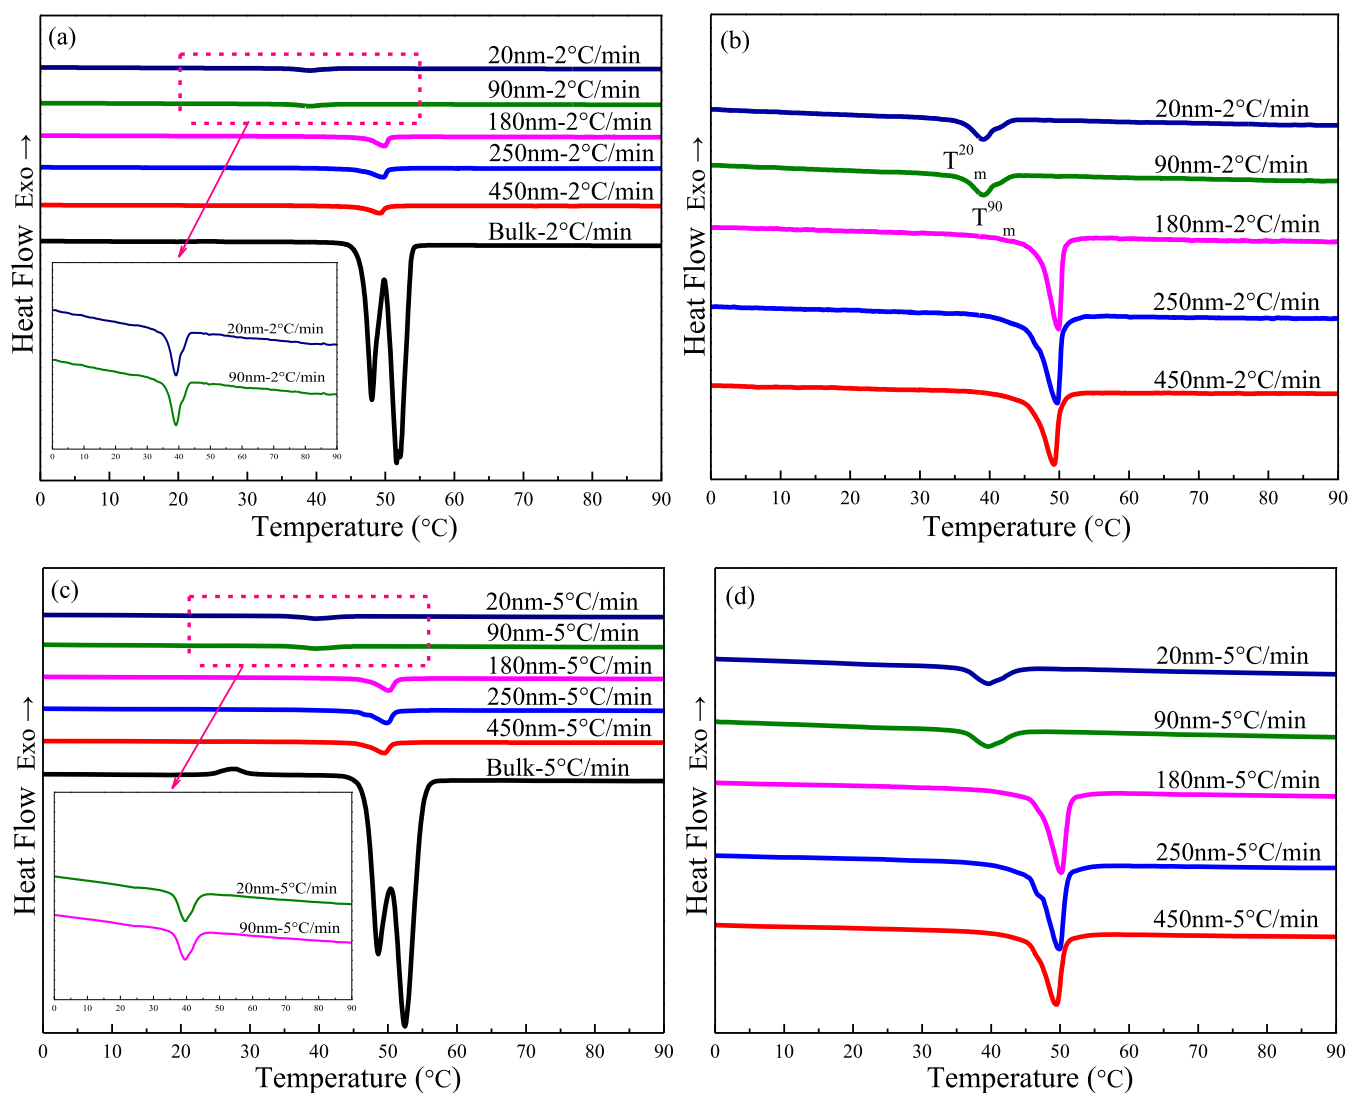 (a)
20nm-2°C/min
90nm-2°C/min
180nm-2°C/min
250nm-2°C/min
450nm-2°C/min
Bulk-2°C/min
20nm-2°C/min
90nm-2°C/min
0 10 20 30 40 50 60 70 80 90
Heat Flow Exo →
0 10 20 30 40 50 60 70 80 90
Temperature (°C)
(b)
20nm-2°C/min
T20m
90nm-2°C/min
T90m
180nm-2°C/min
250nm-2°C/min
450nm-2°C/min
Heat Flow Exo →
0 10 20 30 40 50 60 70 80 90
Temperature (°C)
(c)
20nm-5°C/min
90nm-5°C/min
180nm-5°C/min
250nm-5°C/min
450nm-5°C/min
Bulk-5°C/min
20nm-5°C/min
90nm-5°C/min
0 10 20 30 40 50 60 70 80 90
Heat Flow Exo →
0 10 20 30 40 50 60 70 80 90
Temperature (°C)
(d)
20nm-5°C/min
90nm-5°C/min
180nm-5°C/min
250nm-5°C/min
450nm-5°C/min
Heat Flow Exo →
0 10 20 30 40 50 60 70 80 90
Temperature (°C)